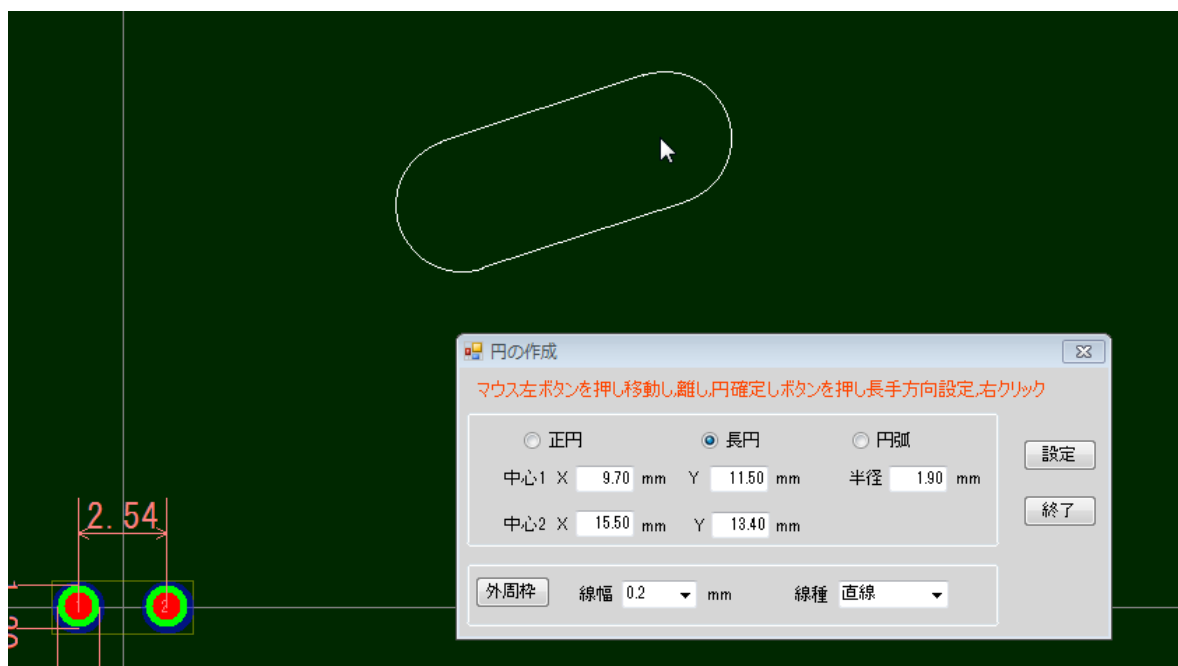 円の作成
マウス左ボタンを押し移動し,離し,円確定しボタンを押し長手方向設定,右クリック
正円 長円 円弧
設定
中心1 X 9.70 mm Y 11.50 mm 半径 1.90 mm
終了
中心2 X 15.50 mm Y 13.40 mm
外周枠 線幅 0.2 mm 線種 直線
2.54
1 2